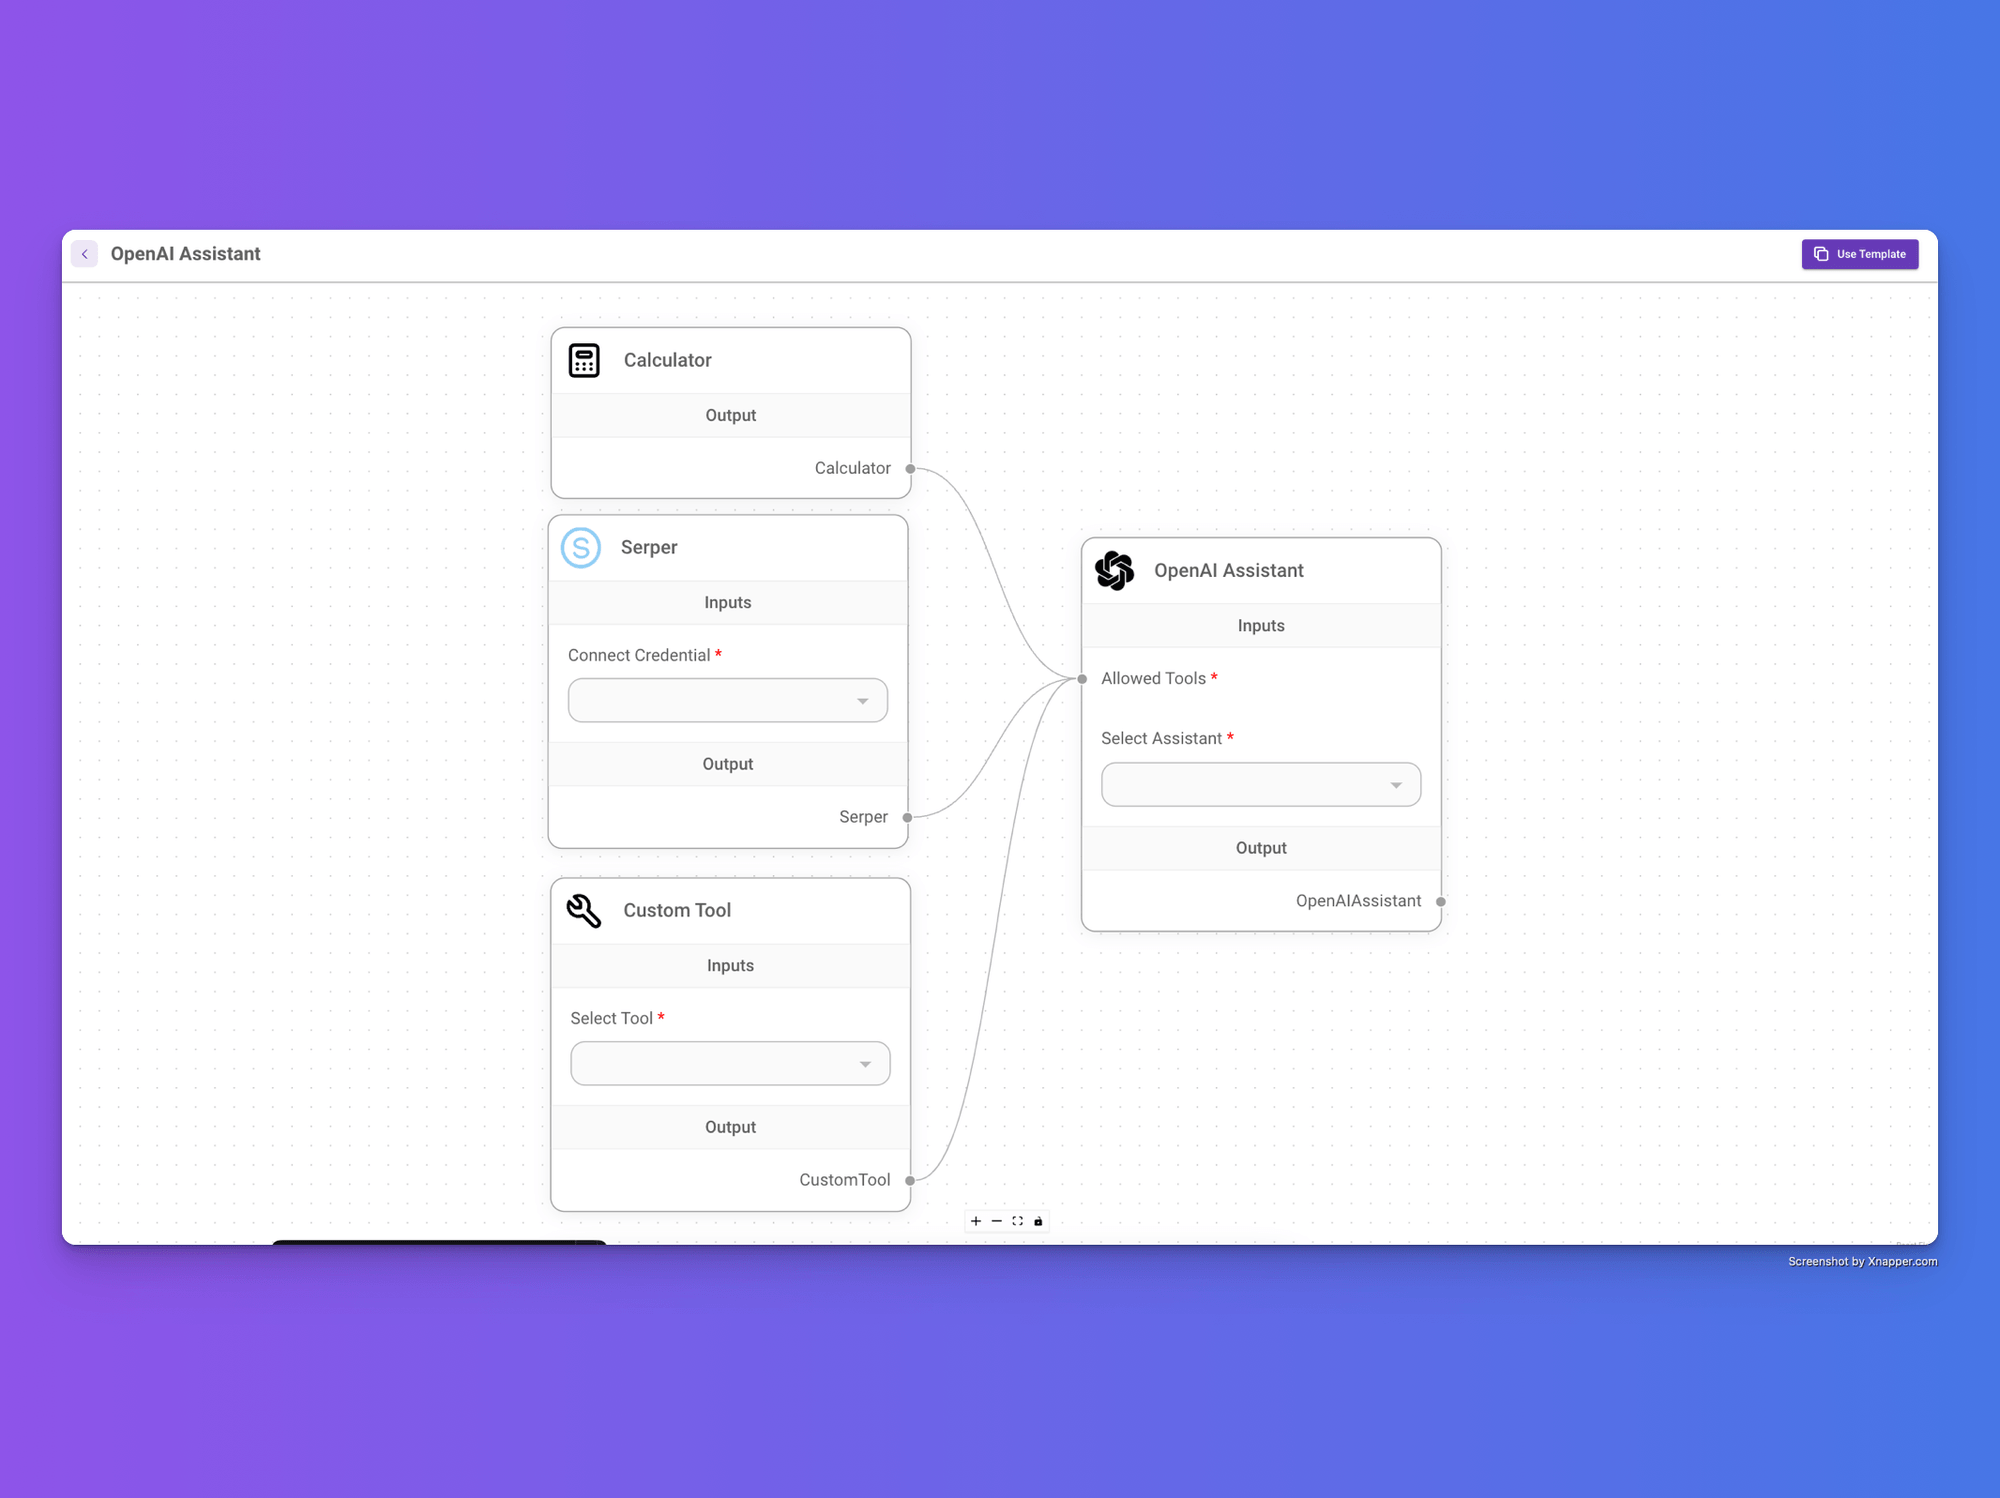 OpenAI Assistant
Use Template
Calculator
Output
Calculator
Serper
Inputs
Connect Credential *
Output
Serper
Custom Tool
Inputs
Select Tool *
Output
CustomTool
OpenAI Assistant
Inputs
Allowed Tools *
Select Assistant *
Output
OpenAIAssistant
Screenshot by Xnapper.com